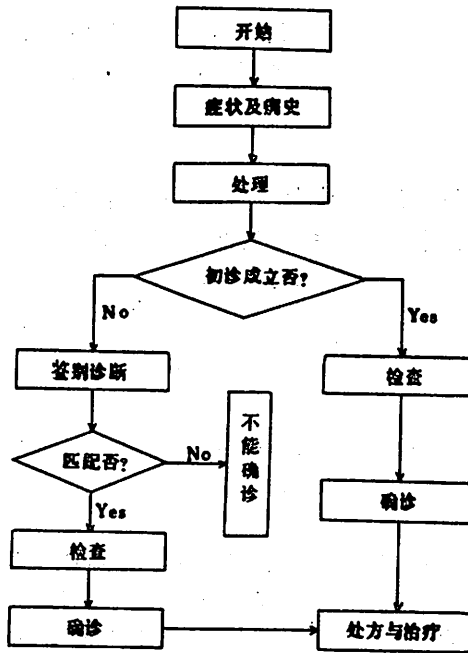 开始
症状及病史
处理
初诊成立否?
No
Yes
鉴别诊断
检查
匹配否?
No
不能确诊
Yes
确诊
检查
确诊
处方与治疗